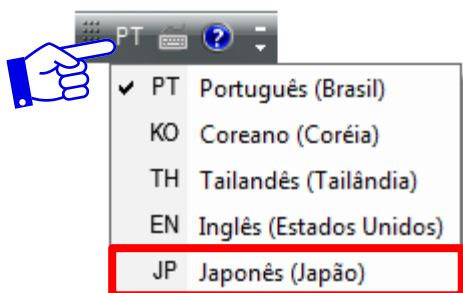 PT
PT Português (Brasil)
KO Coreano (Coréia)
TH Tailandês (Tailândia)
EN Inglês (Estados Unidos)
JP Japonês (Japão)